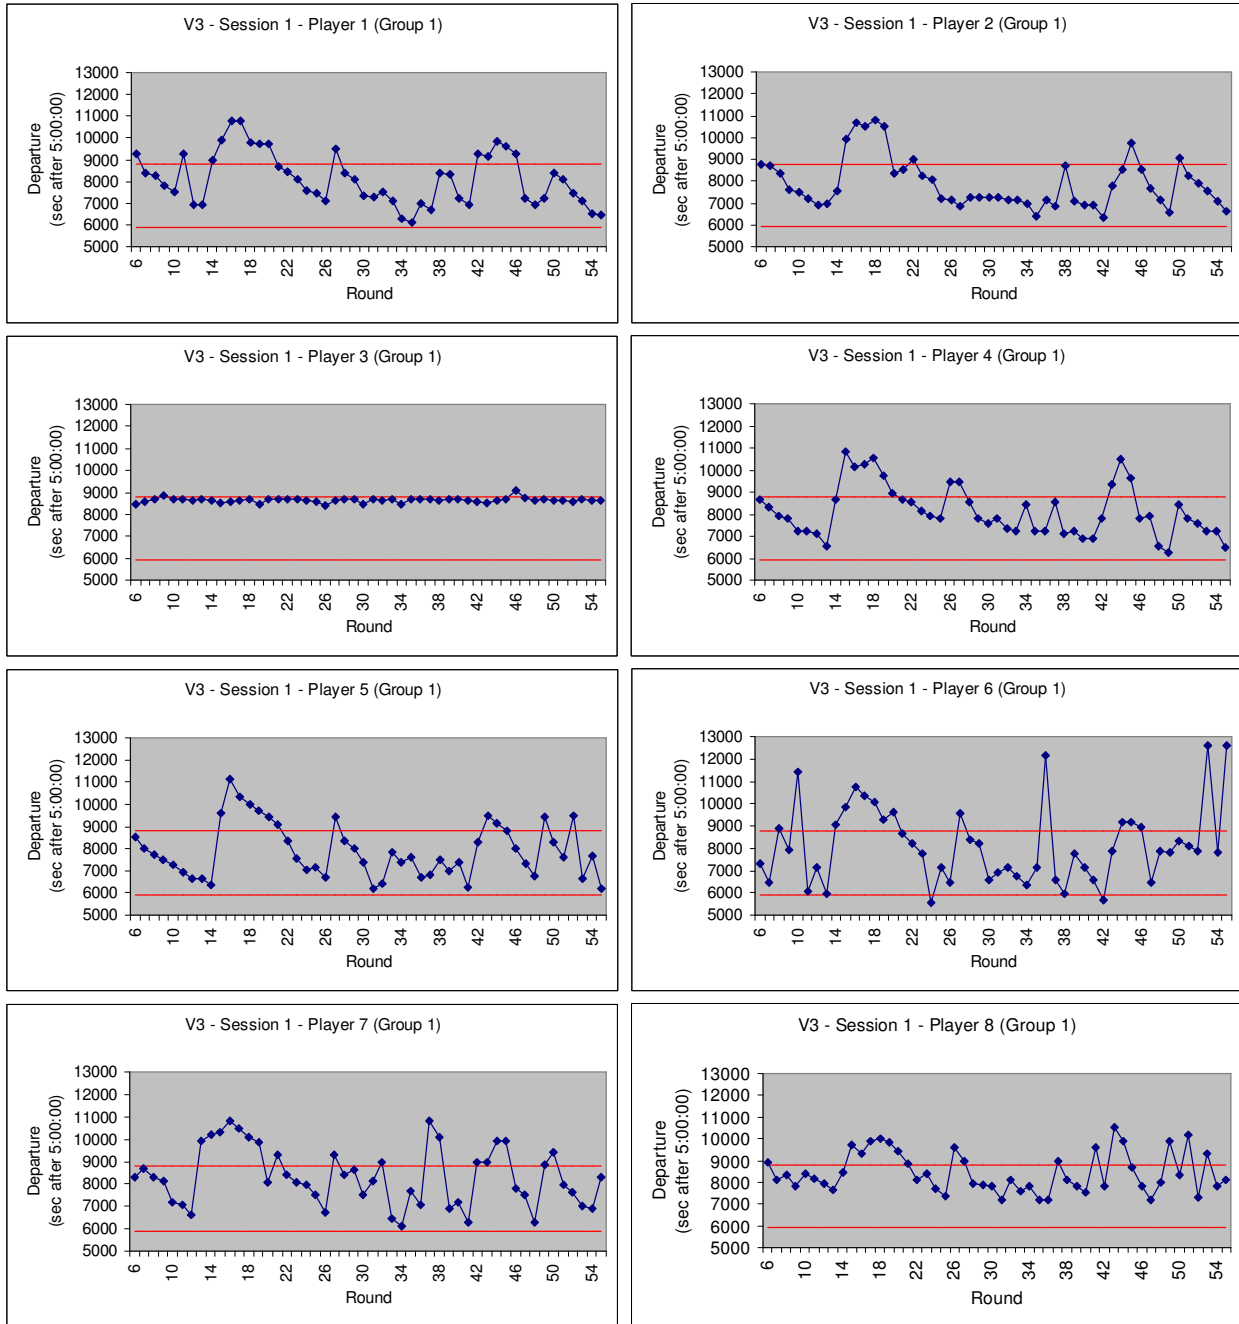 V3 - Session 1 - Player 1 (Group 1)
13000
12000
11000
10000
9000
8000
7000
6000
5000
Departure
(sec after 5:00:00)
6 10 14 18 22 26 30 34 38 42 46 50 54
Round
V3 - Session 1 - Player 2 (Group 1)
13000
12000
11000
10000
9000
8000
7000
6000
5000
Departure
(sec after 5:00:00)
6 10 14 18 22 26 30 34 38 42 46 50 54
Round
V3 - Session 1 - Player 3 (Group 1)
13000
12000
11000
10000
9000
8000
7000
6000
5000
Departure
(sec after 5:00:00)
6 10 14 18 22 26 30 34 38 42 46 50 54
Round
V3 - Session 1 - Player 4 (Group 1)
13000
12000
11000
10000
9000
8000
7000
6000
5000
Departure
(sec after 5:00:00)
6 10 14 18 22 26 30 34 38 42 46 50 54
Round
V3 - Session 1 - Player 5 (Group 1)
13000
12000
11000
10000
9000
8000
7000
6000
5000
Departure
(sec after 5:00:00)
6 10 14 18 22 26 30 34 38 42 46 50 54
Round
V3 - Session 1 - Player 6 (Group 1)
13000
12000
11000
10000
9000
8000
7000
6000
5000
Departure
(sec after 5:00:00)
6 10 14 18 22 26 30 34 38 42 46 50 54
Round
V3 - Session 1 - Player 7 (Group 1)
13000
12000
11000
10000
9000
8000
7000
6000
5000
Departure
(sec after 5:00:00)
6 10 14 18 22 26 30 34 38 42 46 50 54
Round
V3 - Session 1 - Player 8 (Group 1)
13000
12000
11000
10000
9000
8000
7000
6000
5000
Departure
(sec after 5:00:00)
6 10 14 18 22 26 30 34 38 42 46 50 54
Round